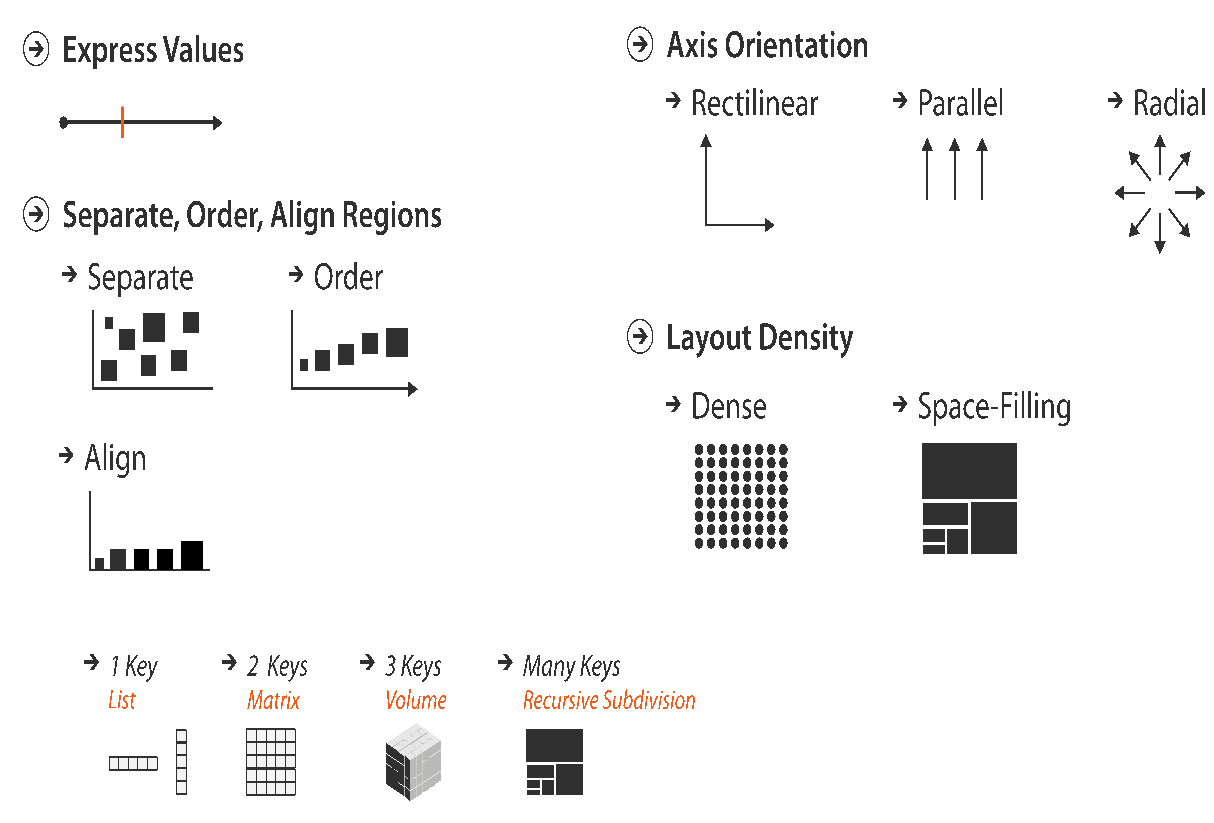 Express Values
Separate, Order, Align Regions
Separate
Order
Align
1 Key
List
2 Keys
Matrix
3 Keys
Volume
Many Keys
Recursive Subdivision
Axis Orientation
Rectilinear
Parallel
Radial
Layout Density
Dense
Space-Filling